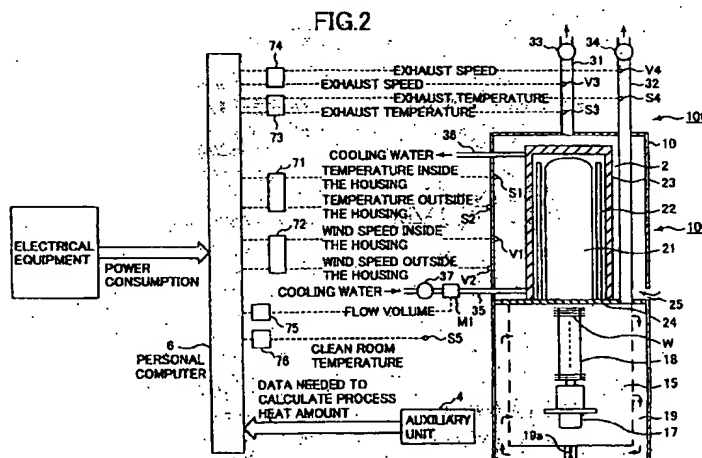 FIG.2
74
33
34
31
EXHAUST SPEED
V4
EXHAUST SPEED
V3
32
EXHAUST TEMPERATURE
S4
EXHAUST TEMPERATURE
S3
73
10
36
COOLING WATER
2
71
TEMPERATURE INSIDE
THE HOUSING
S1
23
TEMPERATURE OUTSIDE
THE HOUSING
S2
22
72
WIND SPEED INSIDE
THE HOUSING
V1
21
ELECTRICAL
EQUIPMENT
POWER
CONSUMPTION
WIND SPEED OUTSIDE
THE HOUSING
V2
37
COOLING WATER
25
FLOW VOLUME
M1
35
24
75
W
6
PERSONAL
COMPUTER
76
CLEAN ROOM
TEMPERATURE
S5
18
15
DATA NEEDED TO
CALCULATE PROCESS
HEAT AMOUNT
4
AUXILIARY
UNIT
19
17
19a